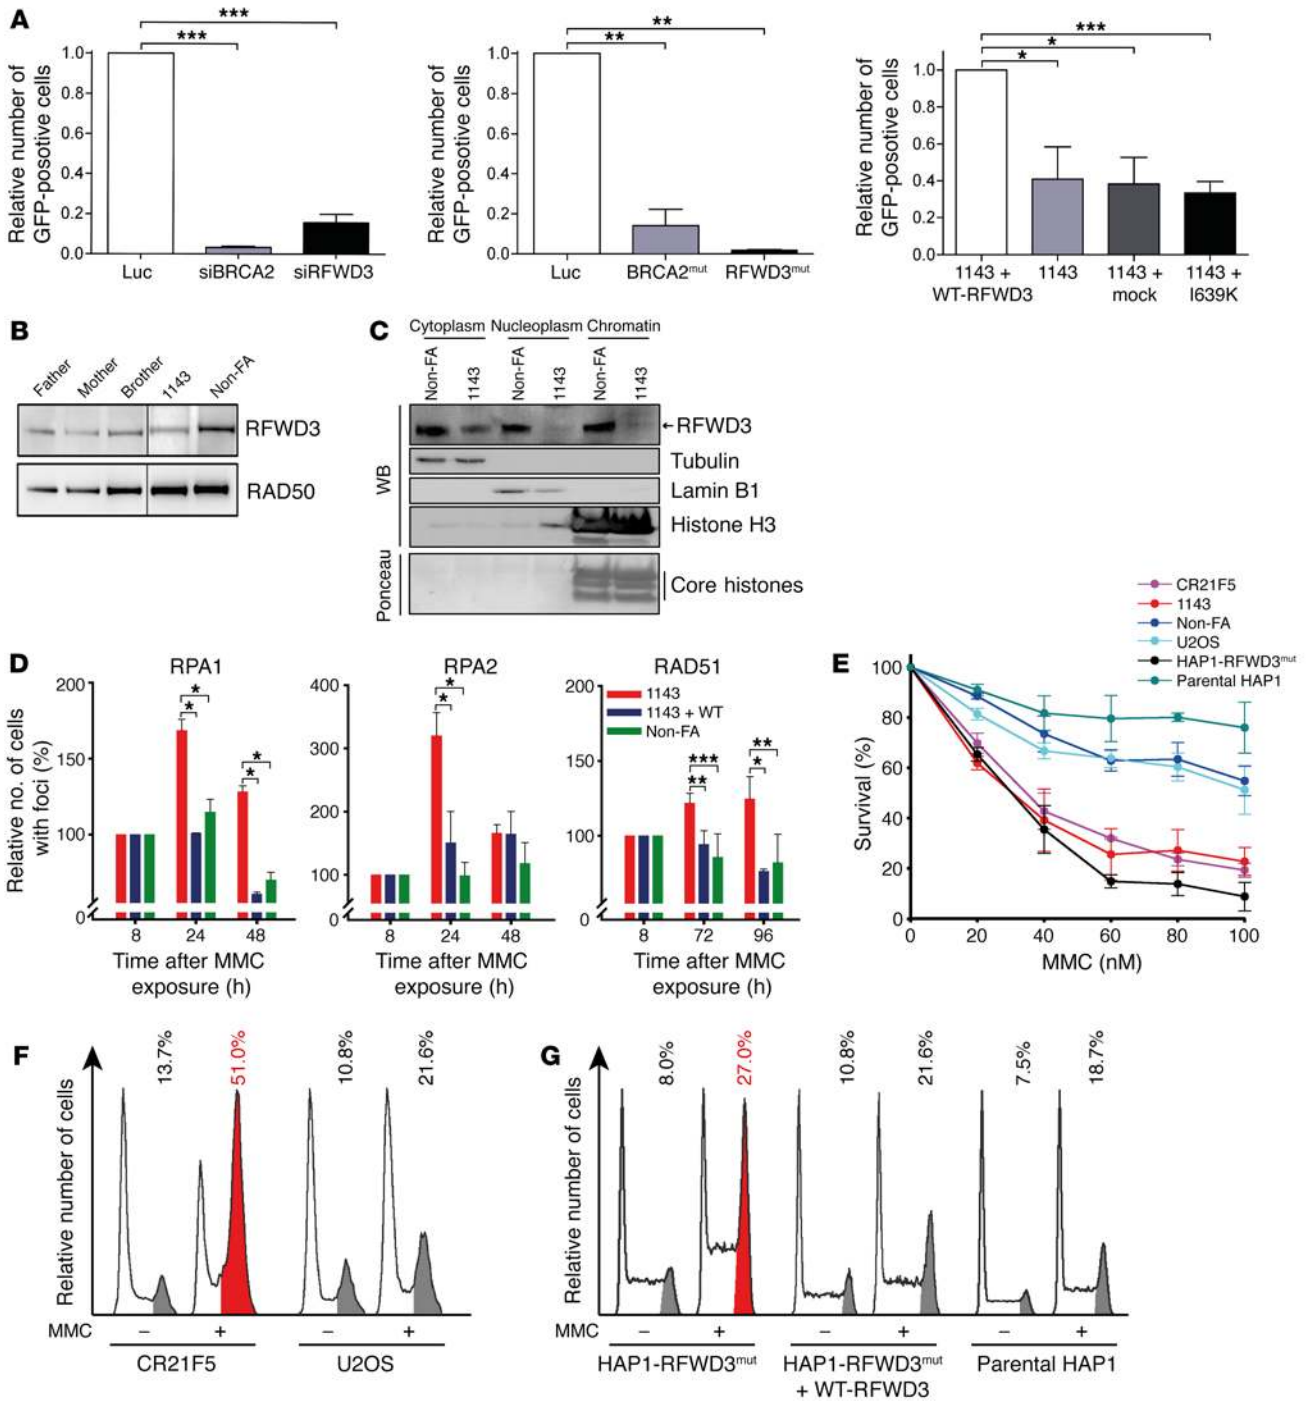 A
Relative number of
GFP-posotive cells
1.0
0.8
0.6
0.4
0.2
0.0
***
***
Luc
siBRCA2
siRFWD3
Relative number of
GFP-posotive cells
1.0
0.8
0.6
0.4
0.2
0.0
**
**
Luc
BRCA2mut
RFWD3mut
Relative number of
GFP-posotive cells
1.0
0.8
0.6
0.4
0.2
0.0
***
*
*
1143 +
WT-RFWD3
1143
1143 +
mock
1143 +
I639K
B
Father
Mother
Brother
1143
Non-FA
RFWD3
RAD50
C
Cytoplasm
Nucleoplasm
Chromatin
Non-FA
1143
Non-FA
1143
Non-FA
1143
WB
←RFWD3
Tubulin
Lamin B1
Histone H3
Ponceau
Core histones
D
Relative no. of cells
with foci (%)
RPA1
200
150
100
0
*
*
*
*
8
24
48
Time after MMC
exposure (h)
RPA2
400
300
200
100
0
*
*
8
24
48
Time after MMC
exposure (h)
RAD51
200
150
100
0
1143
1143 + WT
Non-FA
***
**
**
*
8
72
96
Time after MMC
exposure (h)
E
CR21F5
1143
Non-FA
U2OS
HAP1-RFWD3mut
Parental HAP1
Survival (%)
100
80
60
40
20
0
0
20
40
60
80
100
MMC (nM)
F
Relative number of cells
13.7%
51.0%
10.8%
21.6%
MMC
–
+
–
+
CR21F5
U2OS
G
Relative number of cells
8.0%
27.0%
10.8%
21.6%
7.5%
18.7%
MMC
–
+
–
+
–
+
HAP1-RFWD3mut
HAP1-RFWD3mut
+ WT-RFWD3
Parental HAP1